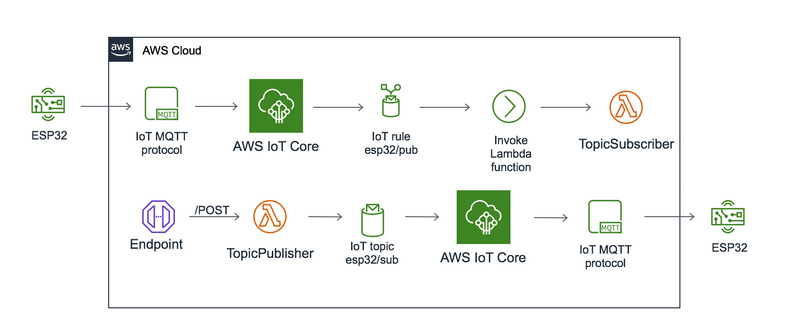 aws
AWS Cloud
ESP32
MQTT
IoT MQTT
protocol
AWS IoT Core
IoT rule
esp32/pub
Invoke
Lambda
function
TopicSubscriber
Endpoint
/POST
TopicPublisher
IoT topic
esp32/sub
AWS IoT Core
MQTT
IoT MQTT
protocol
ESP32